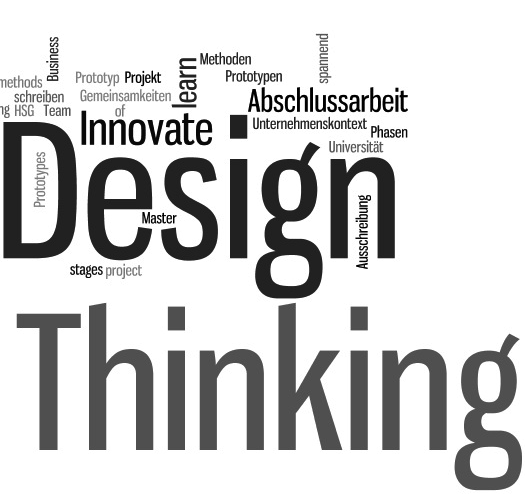 Business
Methoden
spannend
methods
Prototyp Projekt
learn
Prototypen
schreiben
Gemeinsamkeiten
Abschlussarbeit
HSG Team
of
Innovate
Unternehmenskontext
Phasen
Universität
Design
Prototypes
Master
Ausschreibung
stages project
Thinking